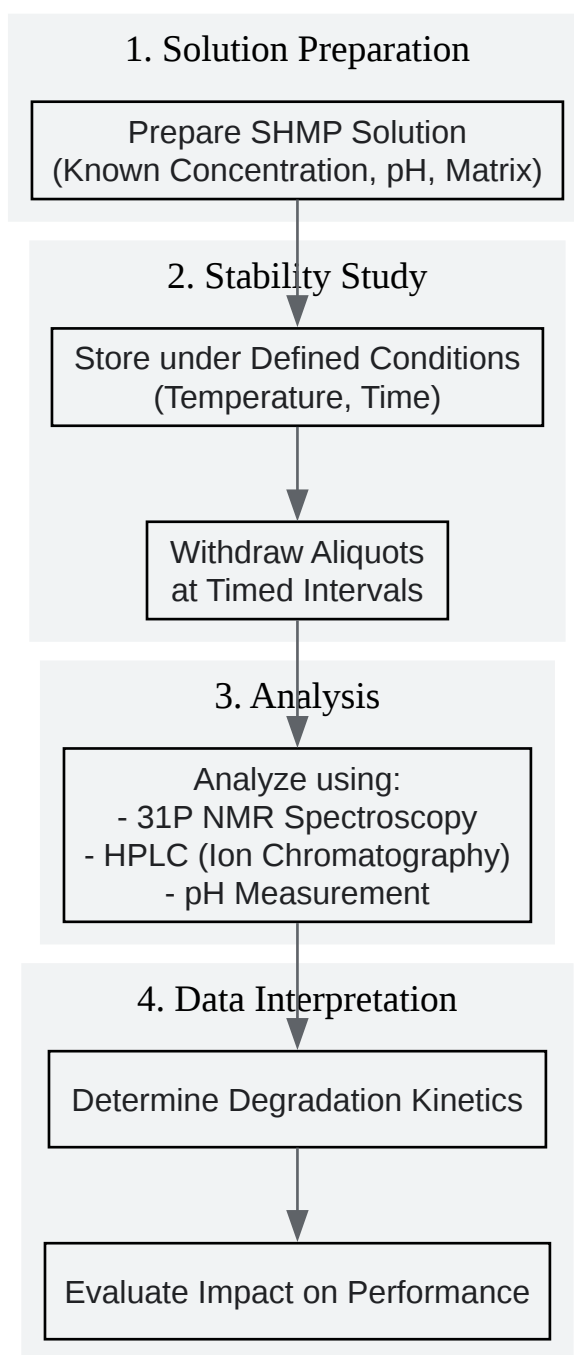 1. Solution Preparation
Prepare SHMP Solution
(Known Concentration, pH, Matrix)
2. Stability Study
Store under Defined Conditions
(Temperature, Time)
Withdraw Aliquots
at Timed Intervals
3. Analysis
Analyze using:
- 31P NMR Spectroscopy
- HPLC (Ion Chromatography)
- pH Measurement
4. Data Interpretation
Determine Degradation Kinetics
Evaluate Impact on Performance